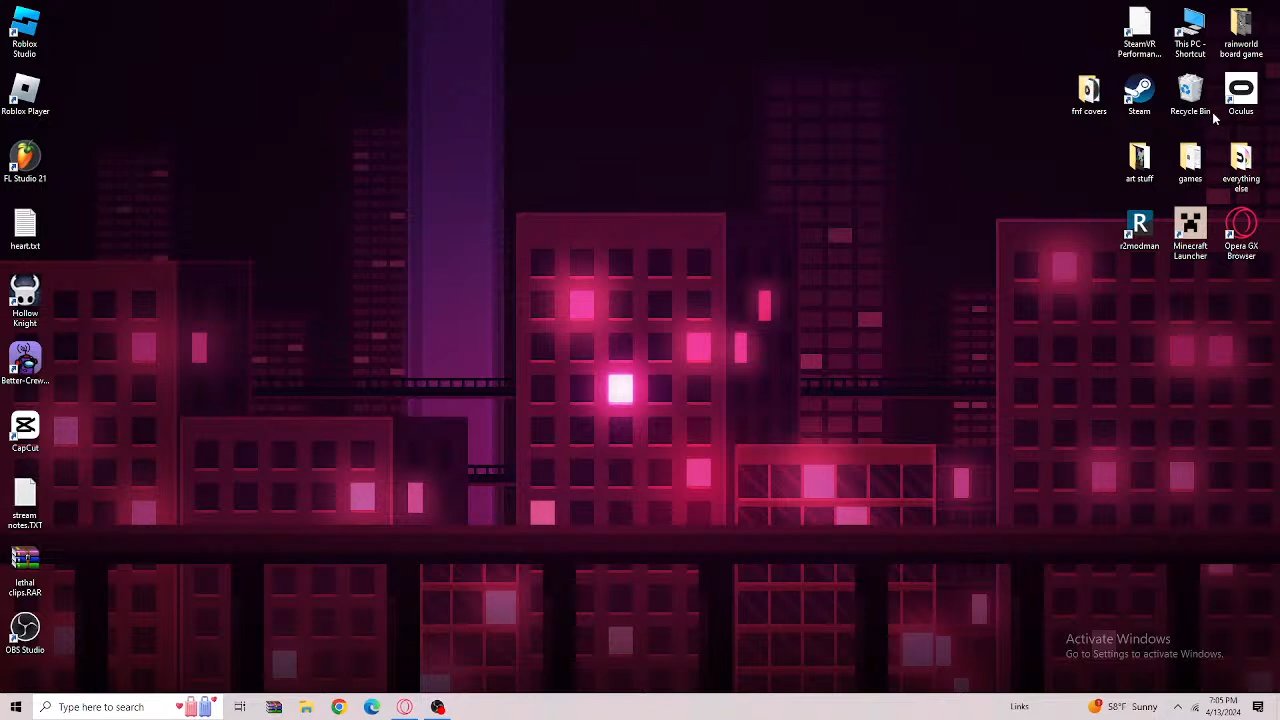 Roblox
Studio
Roblox Player
FL Studio 21
heart.txt
Hollow
Knight
Better-Crew...
CapCut
stream
notes.TXT
lethal
clips.RAR
OBS Studio
SteamVR
Performan...
This PC -
Shortcut
rainworld
board game
fnf covers
Steam
Recycle Bin
Oculus
art stuff
games
everything
else
R
r2modman
Minecraft
Launcher
Opera GX
Browser
Activate Windows
Go to Settings to activate Windows.
Type here to search
Links
58°F Sunny
7:05 PM
4/13/2024